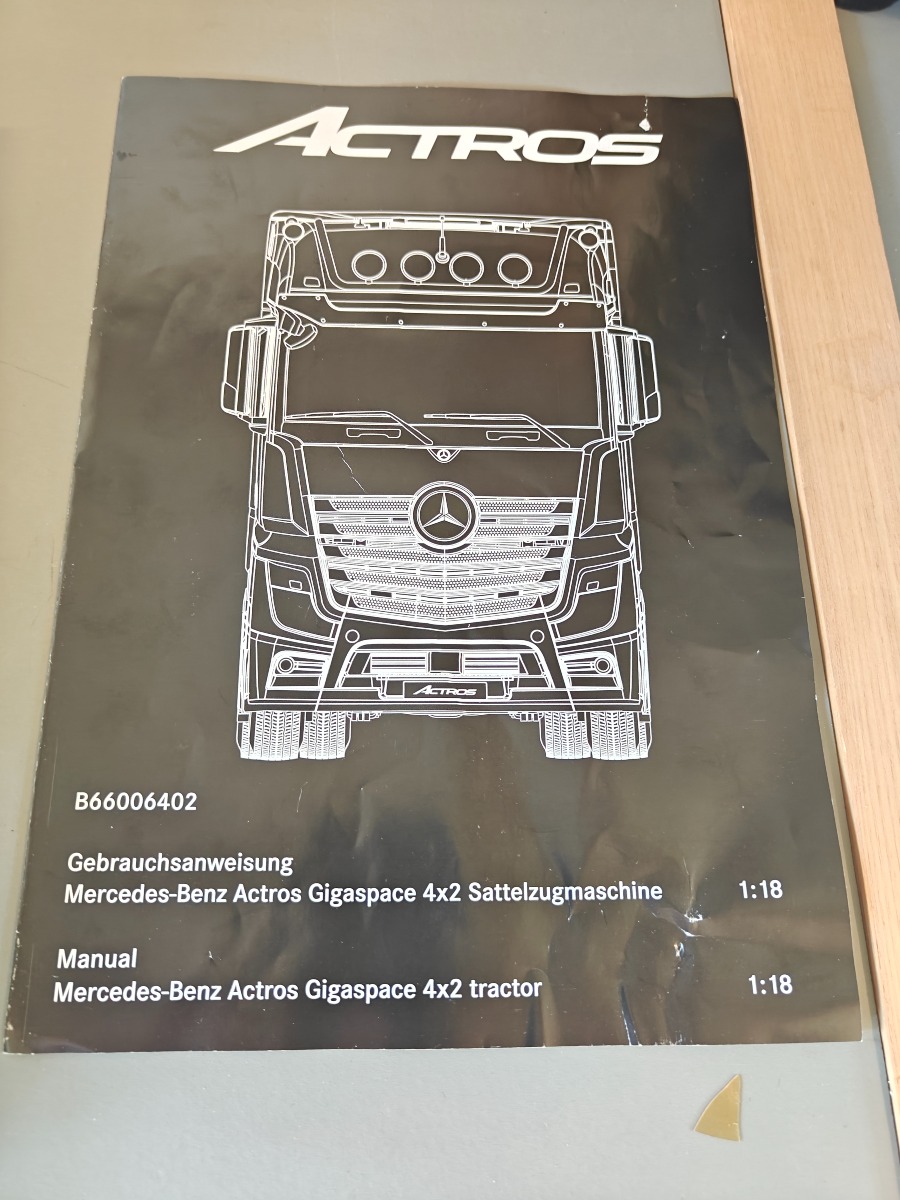 ACTROS
ACTROS
B66006402
Gebrauchsanweisung
Mercedes-Benz Actros Gigaspace 4x2 Sattelzugmaschine 1:18
Manual
Mercedes-Benz Actros Gigaspace 4x2 tractor 1:18